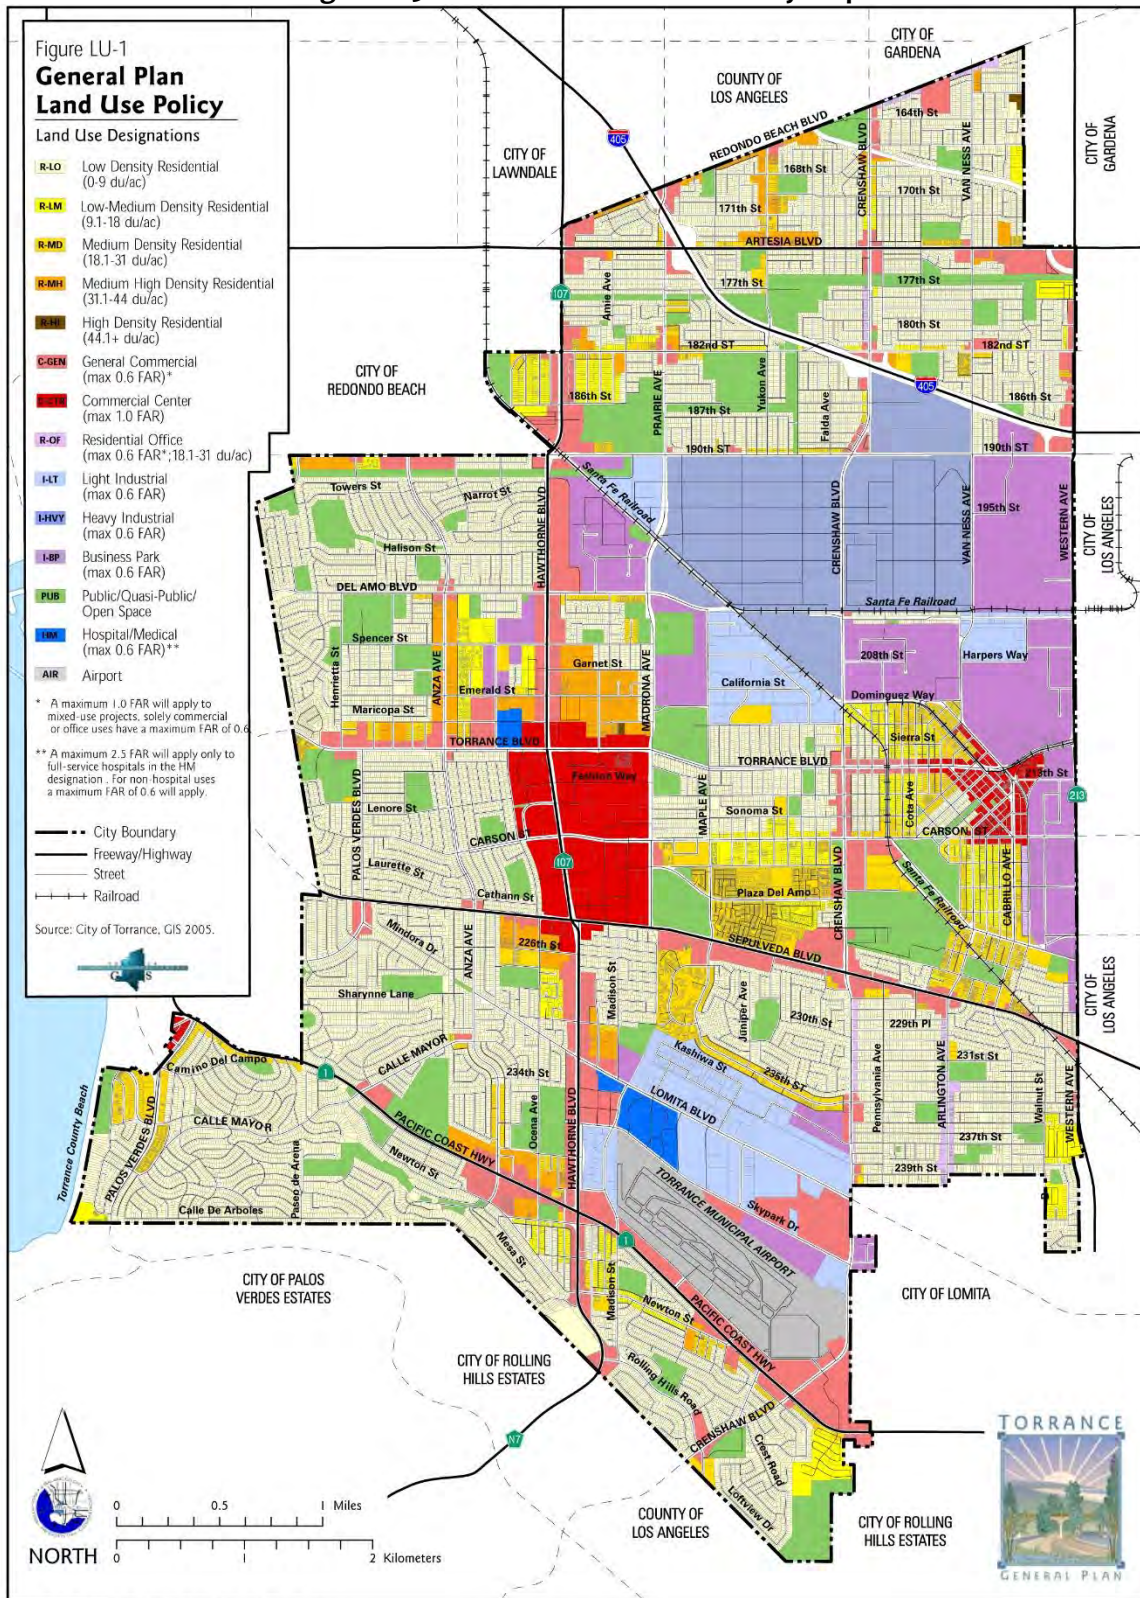 Figure LU-1
General Plan
Land Use Policy
Land Use Designations
R-LO Low Density Residential
(0-9 du/ac)
R-LM Low-Medium Density Residential
(9.1-18 du/ac)
R-MD Medium Density Residential
(18.1-31 du/ac)
R-MH Medium High Density Residential
(31.1-44 du/ac)
R-HI High Density Residential
(44.1+ du/ac)
C-GEN General Commercial
(max 0.6 FAR)*
C-CTR Commercial Center
(max 1.0 FAR)
R-OF Residential Office
(max 0.6 FAR*;18.1-31 du/ac)
I-LT Light Industrial
(max 0.6 FAR)
I-HVY Heavy Industrial
(max 0.6 FAR)
I-BP Business Park
(max 0.6 FAR)
PUB Public/Quasi-Public/
Open Space
HM Hospital/Medical
(max 0.6 FAR)**
AIR Airport
* A maximum 1.0 FAR will apply to
mixed-use projects, solely commercial
or office uses have a maximum FAR of 0.6
** A maximum 2.5 FAR will apply only to
full-service hospitals in the HM
designation . For non-hospital uses
a maximum FAR of 0.6 will apply.
City Boundary
Freeway/Highway
Street
Railroad
Source: City of Torrance, GIS 2005.
CITY OF
GARDENA
COUNTY OF
LOS ANGELES
CITY OF
LAWNDALE
CITY OF
GARDENA
405
REDONDO BEACH BLVD
164th St
168th St
170th St
171th St
CRENSHAW BLVD
VAN NESS AVE
ARTESIA BLVD
177th St
177th St
107
Amie Ave
180th St
182nd ST
182nd ST
CITY OF
REDONDO BEACH
405
186th St
186th St
PRAIRIE AVE
187th St
Yukon Ave
Falda Ave
190th ST
190th ST
Santa Fe Railroad
Towers St
Narrot St
HAWTHORNE BLVD
CRENSHAW BLVD
VAN NESS AVE
195th St
WESTERN AVE
CITY OF
LOS ANGELES
Halison St
DEL AMO BLVD
Santa Fe Railroad
Spencer St
Henrietta St
ANZA AVE
Garnet St
MADRONA AVE
208th St
Harpers Way
Emerald St
California St
Maricopa St
Dominguez Way
TORRANCE BLVD
Sierra St
TORRANCE BLVD
213th St
Fashion Way
213
PALOS VERDES BLVD
Lenore St
MAPLE AVE
Sonoma St
Cota Ave
CARSON ST
CARSON ST
107
Laurette St
Cathann St
Plaza Del Amo
CRENSHAW BLVD
Santa Fe Railroad
CABRILLO AVE
Mindora Dr
ANZA AVE
226th St
SEPULVEDA BLVD
Sharynne Lane
Madison St
Juniper Ave
230th St
229th Pl
CITY OF
LOS ANGELES
CALLE MAYOR
234th St
Kashiwa St
235th ST
231st St
Camino Del Campo
1
Pennsylvania Ave
ARLINGTON AVE
Walnut St
WESTERN AVE
Torrance County Beach
PALOS VERDES BLVD
CALLE MAYOR
PACIFIC COAST HWY
Ocena Ave
HAWTHORNE BLVD
LOMITA BLVD
237th St
239th St
Newton St
Paseo de Arena
Calle De Arboles
TORRANCE MUNICIPAL AIRPORT
Skypark Dr
Mesa St
1
CITY OF PALOS
VERDES ESTATES
Madison St
Newton St
PACIFIC COAST HWY
CITY OF LOMITA
CITY OF ROLLING
HILLS ESTATES
Rolling Hills Road
CRENSHAW BLVD
Crest Road
Loftview Dr
N7
COUNTY OF
LOS ANGELES
CITY OF ROLLING
HILLS ESTATES
NORTH
0 0.5 1 Miles
0 1 2 Kilometers
TORRANCE
GENERAL PLAN